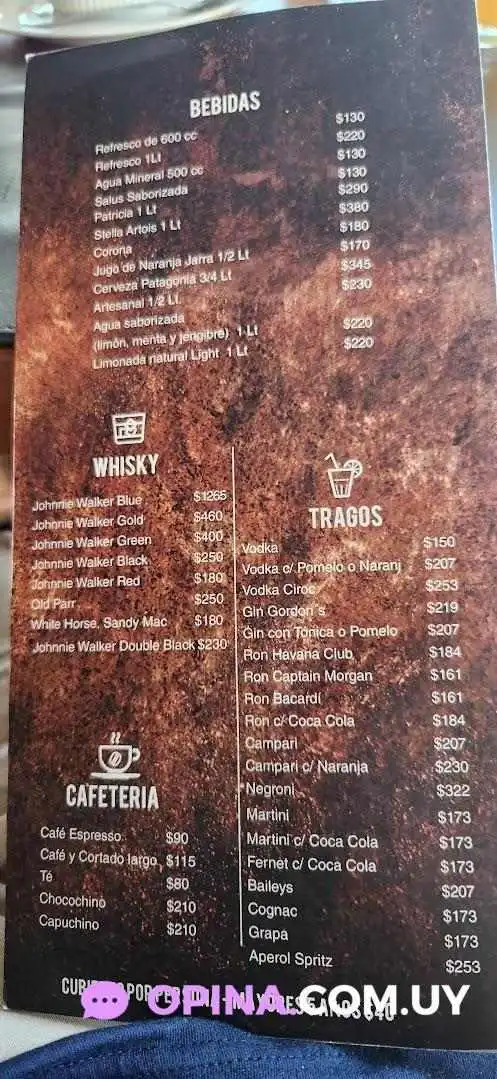 BEBIDAS
Refresco de 600 cc $130
Refresco 1Lt $220
Agua Mineral 500 cc $130
Salus Saborizada $130
Patricia 1 Lt $290
Stella Artois 1 Lt $380
Corona $180
Jugo de Naranja Jarra 1/2 Lt $170
Cerveza Patagonia 3/4 Lt $345
Artesanal 1/2 Lt $230
Agua saborizada
(limón, menta y jengibre) 1 Lt $220
Limonada natural Light 1 Lt $220
WHISKY
Johnnie Walker Blue $1265
Johnnie Walker Gold $460
Johnnie Walker Green $400
Johnnie Walker Black $250
Johnnie Walker Red $180
Old Parr $250
White Horse, Sandy Mac $180
Johnnie Walker Double Black $230
CAFETERIA
Café Espresso $90
Café y Cortado largo $115
Té $80
Chocochino $210
Capuchino $210
TRAGOS
Vodka $150
Vodka c/ Pomelo o Naranj $207
Vodka Ciroc $253
Gin Gordon's $219
Gin con Tónica o Pomelo $207
Ron Havana Club $184
Ron Captain Morgan $161
Ron Bacardí $161
Ron c/ Coca Cola $184
Campari $207
Campari c/ Naranja $230
Negroni $322
Martini $173
Martini c/ Coca Cola $173
Fernet c/ Coca Cola $173
Baileys $207
Cognac $173
Grapa $173
Aperol Spritz $253
POR
OPINA.COM.UY